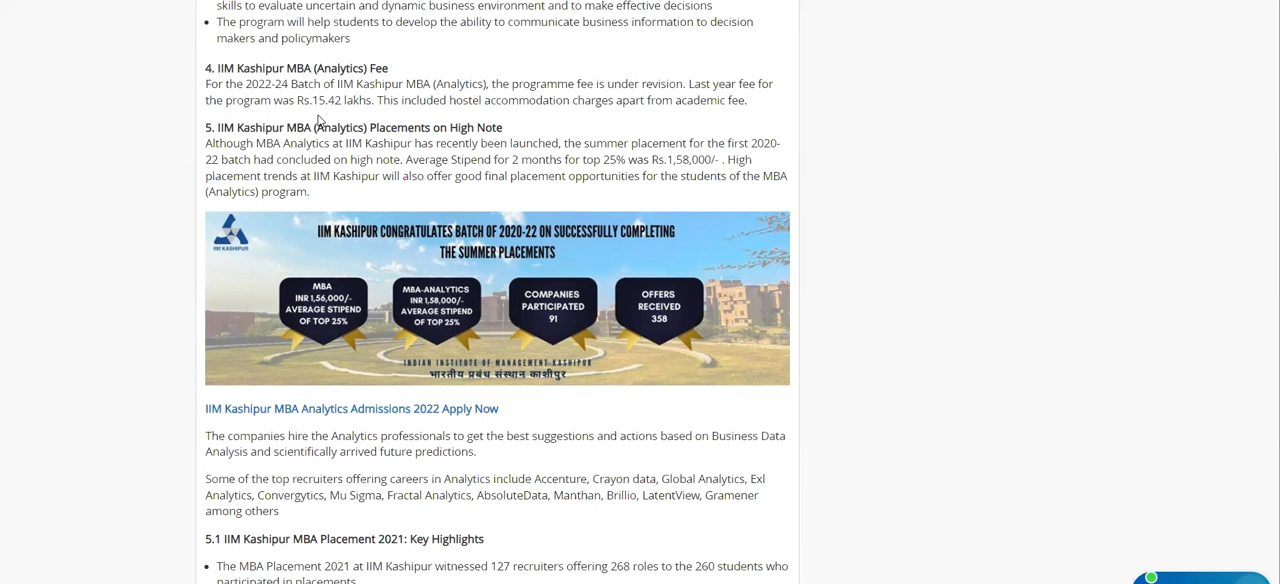 skills to evaluate uncertain and dynamic business environment and to make effective decisions
• The program will help students to develop the ability to communicate business information to decision
makers and policymakers
4. IIM Kashipur MBA (Analytics) Fee
For the 2022-24 Batch of IIM Kashipur MBA (Analytics), the programme fee is under revision. Last year fee for
the program was Rs.15.42 lakhs. This included hostel accommodation charges apart from academic fee.
5. IIM Kashipur MBA (Analytics) Placements on High Note
Although MBA Analytics at IIM Kashipur has recently been launched, the summer placement for the first 2020-
22 batch had concluded on high note. Average Stipend for 2 months for top 25% was Rs.1,58,000/- . High
placement trends at IIM Kashipur will also offer good final placement opportunities for the students of the MBA
(Analytics) program.
IIM KASHIPUR
IIM KASHIPUR CONGRATULATES BATCH OF 2020-22 ON SUCCESSFULLY COMPLETING
THE SUMMER PLACEMENTS
MBA
INR 1,56,000/-
AVERAGE STIPEND
OF TOP 25%
MBA-ANALYTICS
INR 1,58,000/-
AVERAGE STIPEND
OF TOP 25%
COMPANIES
PARTICIPATED
91
OFFERS
RECEIVED
358
INDIAN INSTITUTE OF MANAGEMENT KASHIPUR
भारतीय प्रबंध संस्थान काशीपुर
IIM Kashipur MBA Analytics Admissions 2022 Apply Now
The companies hire the Analytics professionals to get the best suggestions and actions based on Business Data
Analysis and scientifically arrived future predictions.
Some of the top recruiters offering careers in Analytics include Accenture, Crayon data, Global Analytics, Exl
Analytics, Convergytics, Mu Sigma, Fractal Analytics, AbsoluteData, Manthan, Brillio, LatentView, Gramener
among others
5.1 IIM Kashipur MBA Placement 2021: Key Highlights
• The MBA Placement 2021 at IIM Kashipur witnessed 127 recruiters offering 268 roles to the 260 students who
participated in placements